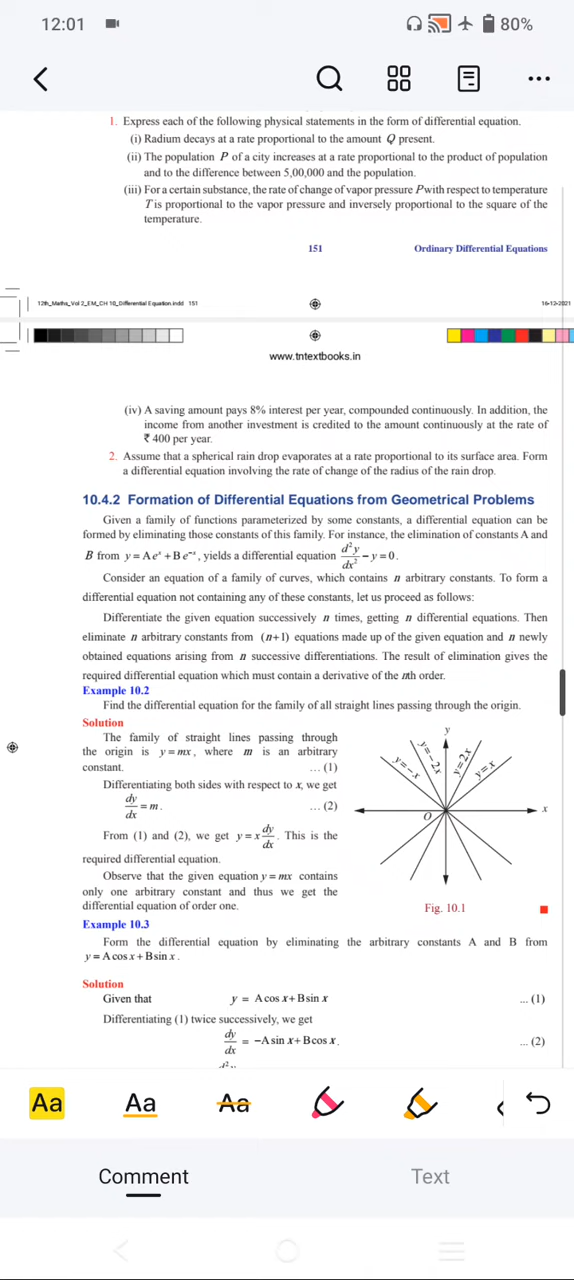 12:01
80%
1. Express each of the following physical statements in the form of differential equation.
(i) Radium decays at a rate proportional to the amount Q present.
(ii) The population P of a city increases at a rate proportional to the product of population
and to the difference between 5,00,000 and the population.
(iii) For a certain substance, the rate of change of vapor pressure P with respect to temperature
T is proportional to the vapor pressure and inversely proportional to the square of the
temperature.
151 Ordinary Differential Equations
12th_Maths_Vol 2_EM_CH 10_Differential Equation.indd 151
16-12-2021
www.tntextbooks.in
(iv) A saving amount pays 8% interest per year, compounded continuously. In addition, the
income from another investment is credited to the amount continuously at the rate of
₹ 400 per year.
2. Assume that a spherical rain drop evaporates at a rate proportional to its surface area. Form
a differential equation involving the rate of change of the radius of the rain drop.
10.4.2 Formation of Differential Equations from Geometrical Problems
Given a family of functions parameterized by some constants, a differential equation can be
formed by eliminating those constants of this family. For instance, the elimination of constants A and
B from y = Ae^x + Be^−x, yields a differential equation d²y/dx² − y = 0.
Consider an equation of a family of curves, which contains n arbitrary constants. To form a
differential equation not containing any of these constants, let us proceed as follows:
Differentiate the given equation successively n times, getting n differential equations. Then
eliminate n arbitrary constants from (n+1) equations made up of the given equation and n newly
obtained equations arising from n successive differentiations. The result of elimination gives the
required differential equation which must contain a derivative of the nth order.
Example 10.2
Find the differential equation for the family of all straight lines passing through the origin.
Solution
The family of straight lines passing through
the origin is y = mx, where m is an arbitrary
constant. ... (1)
Differentiating both sides with respect to x, we get
dy/dx = m. ... (2)
From (1) and (2), we get y = x dy/dx. This is the
required differential equation.
Observe that the given equation y = mx contains
only one arbitrary constant and thus we get the
differential equation of order one.
y
y=−x
y=−2x
y=2x
y=x
O
x
Fig. 10.1
Example 10.3
Form the differential equation by eliminating the arbitrary constants A and B from
y = A cos x + B sin x.
Solution
Given that y = A cos x + B sin x ... (1)
Differentiating (1) twice successively, we get
dy/dx = −A sin x + B cos x. ... (2)
Aa
Aa
Aa
Comment
Text